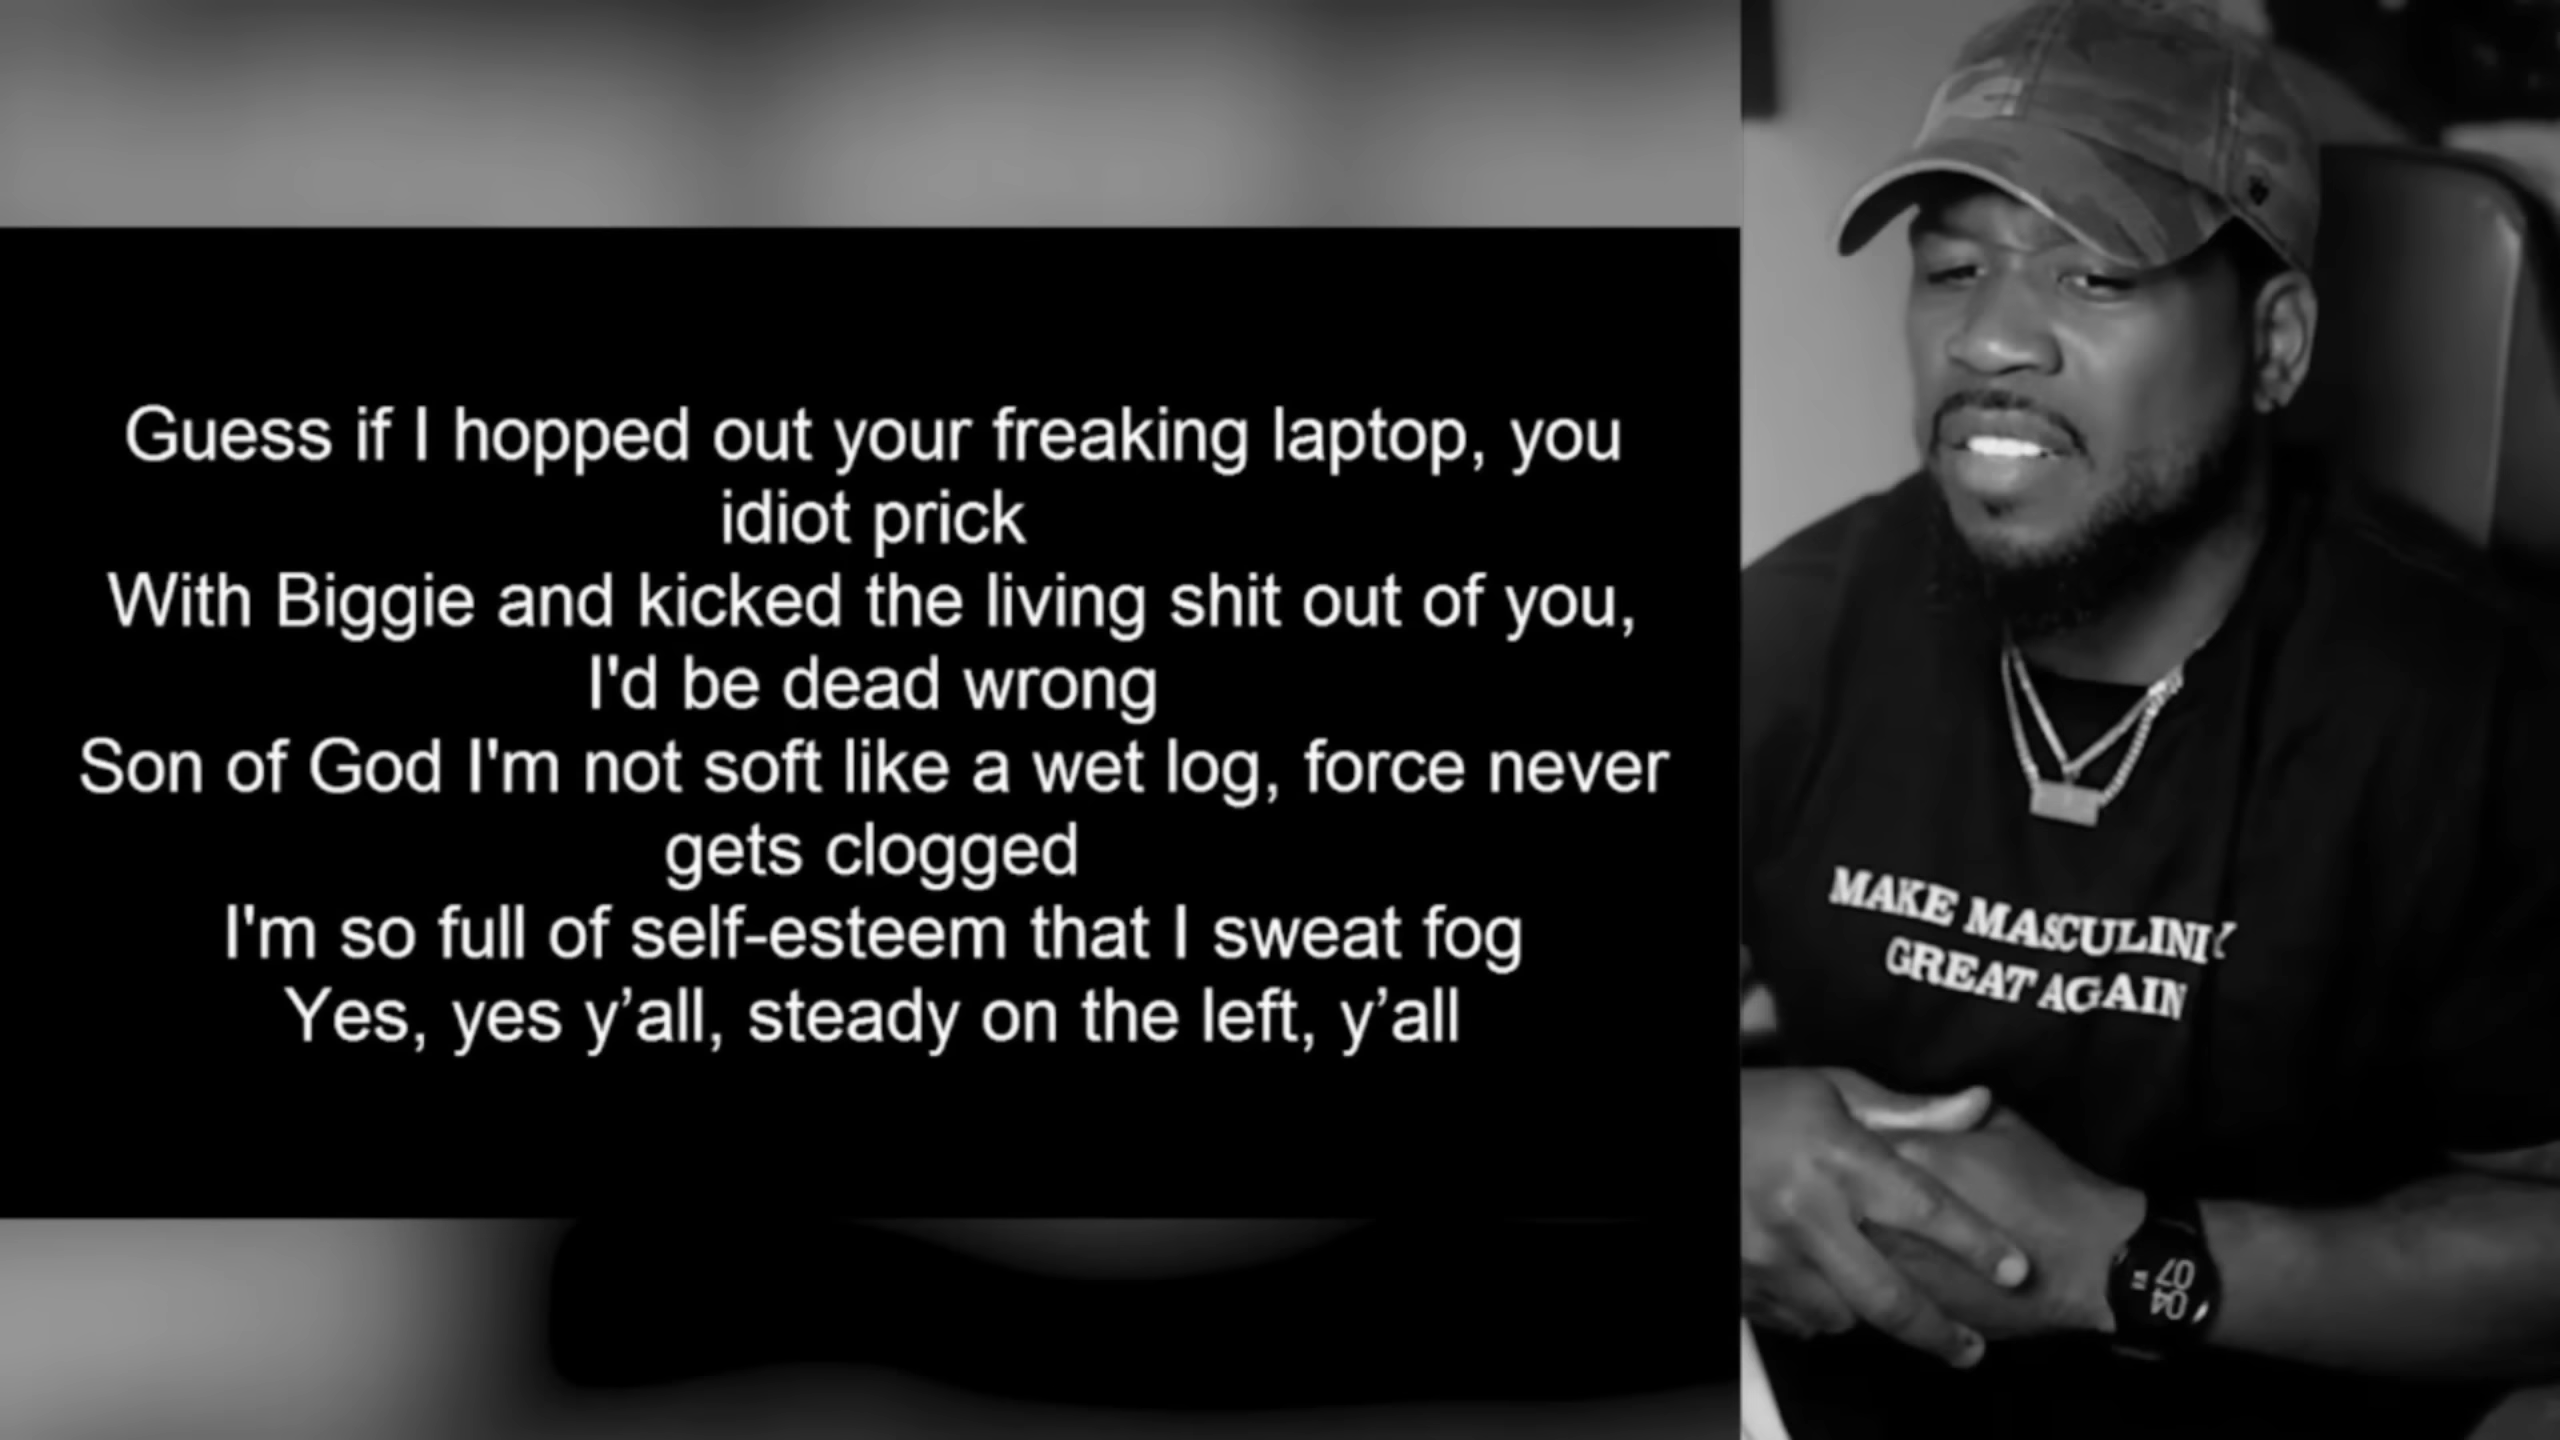 Guess if I hopped out your freaking laptop, you
idiot prick
With Biggie and kicked the living shit out of you,
I'd be dead wrong
Son of God I'm not soft like a wet log, force never
gets clogged
I'm so full of self-esteem that I sweat fog
Yes, yes y’all, steady on the left, y’all
MAKE MASCULINI
GREAT AGAIN
07
04